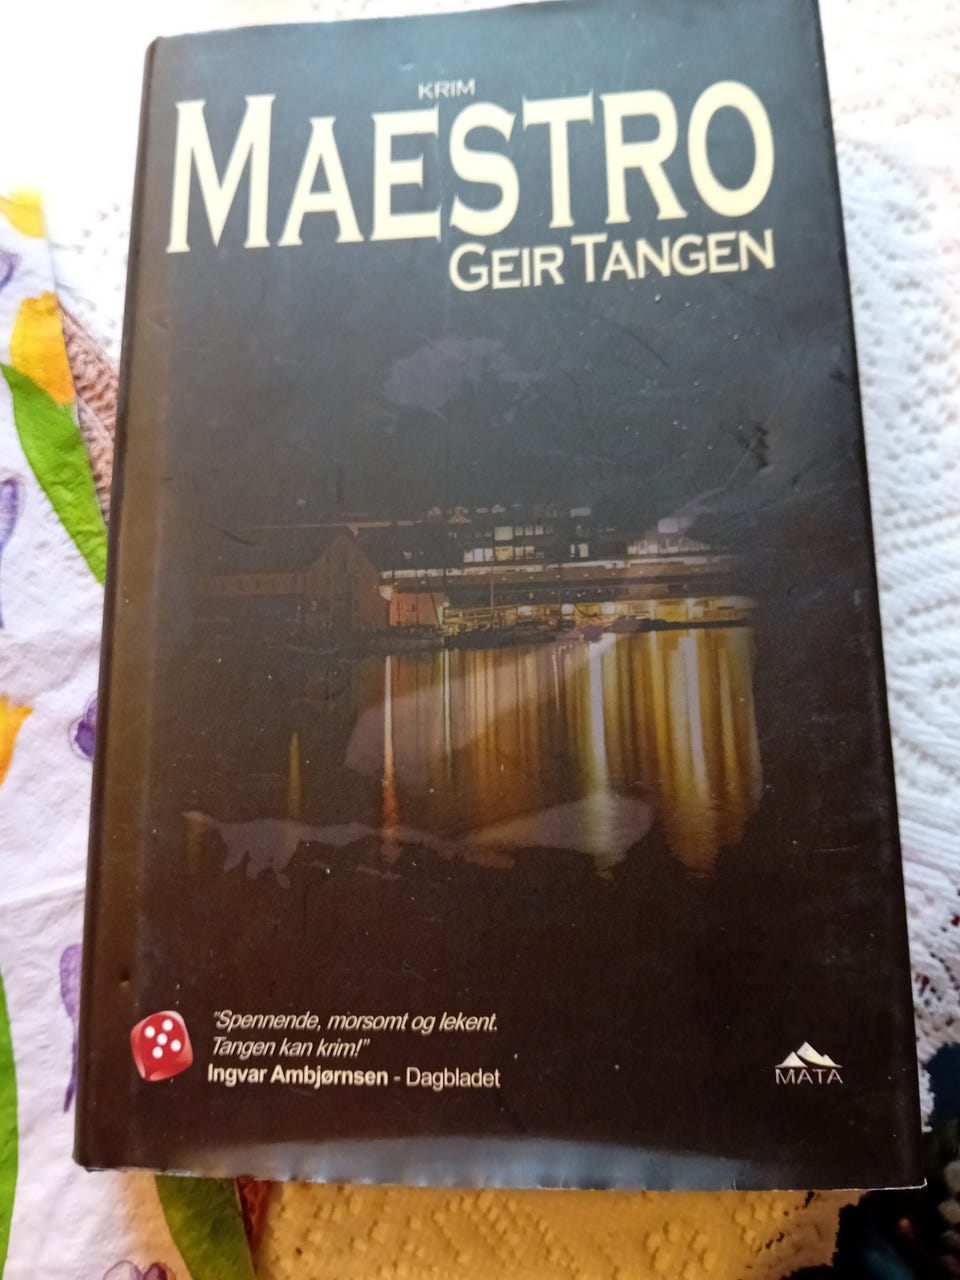 KRIM
MAESTRO
GEIR TANGEN
"Spennende, morsomt og lekent.
Tangen kan krim!"
Ingvar Ambjørnsen - Dagbladet
MATA